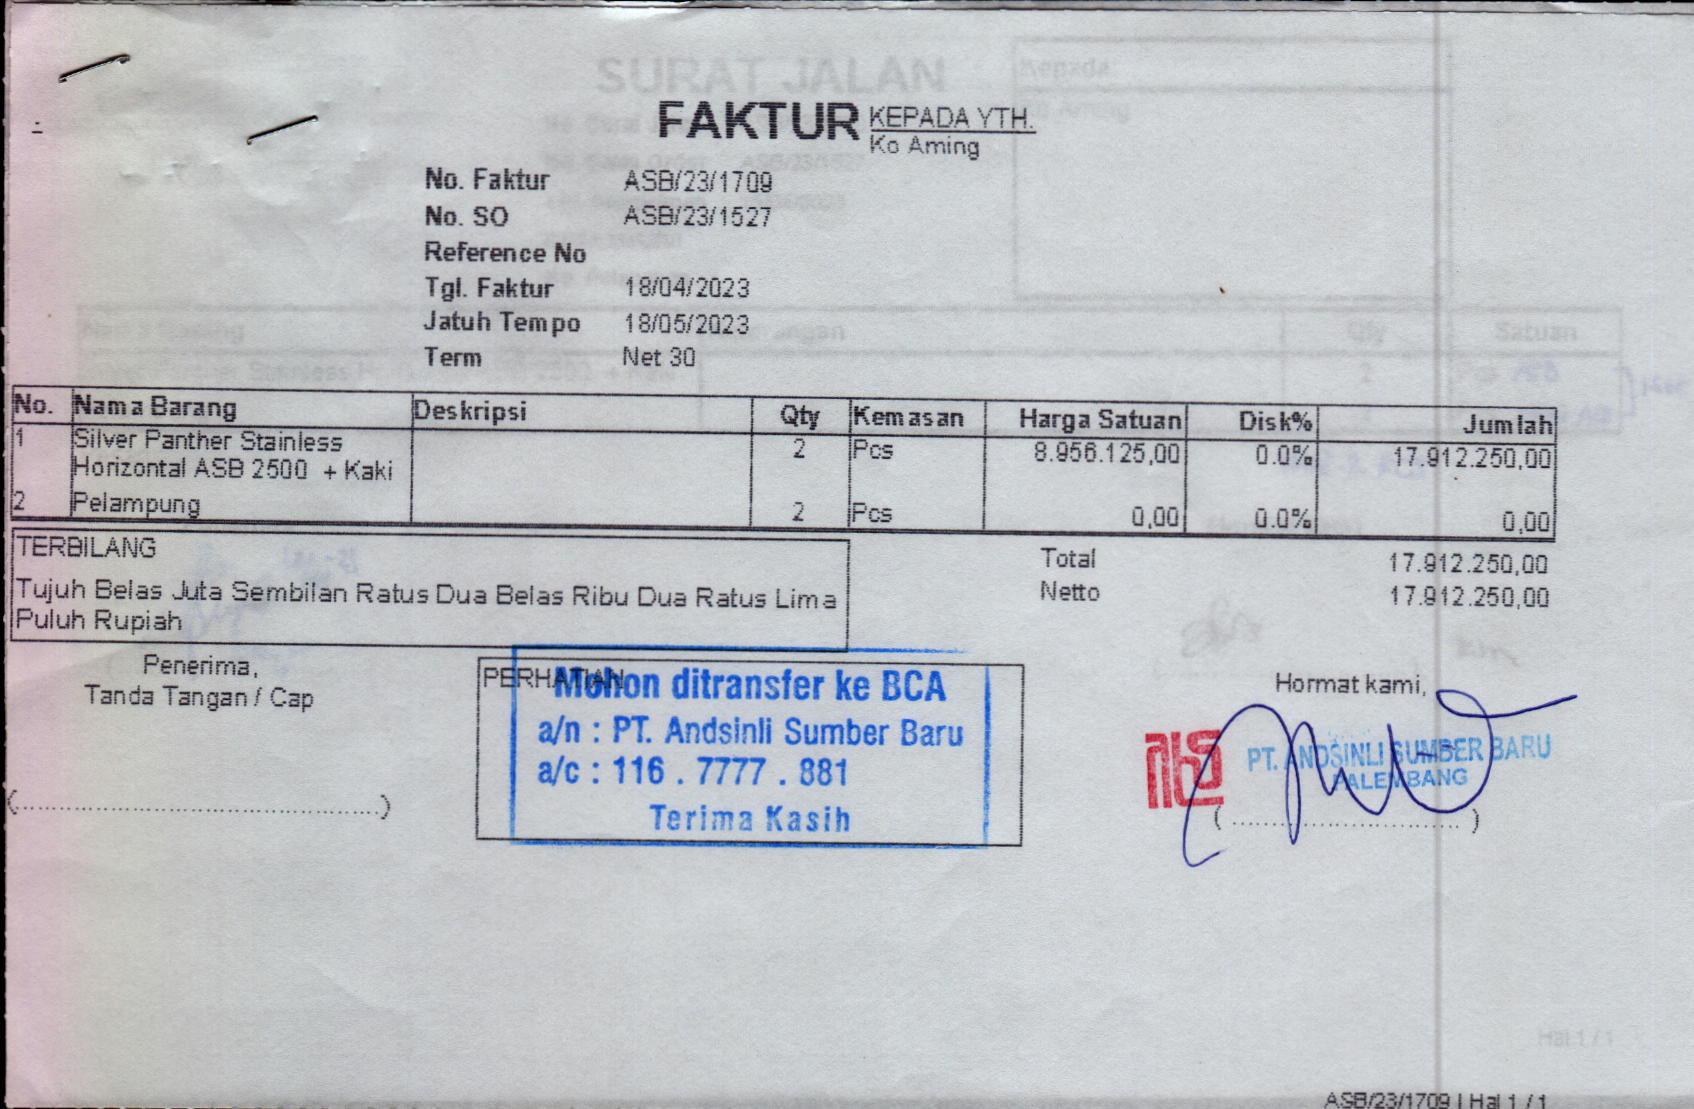 SURAT JALAN
Kepada
FAKTUR KEPADA YTH.
Ko Aming
No. Faktur ASB/23/1709
No. SO ASB/23/1527
Reference No
Tgl. Faktur 18/04/2023
Jatuh Tempo 18/05/2023
Term Net 30
Satuan
No. Nama Barang Deskripsi Qty Kemasan Harga Satuan Disk% Jumlah
1 Silver Panther Stainless 2 Pcs 8.956.125,00 0.0% 17.912.250,00
Horizontal ASB 2500 + Kaki
2 Pelampung 2 Pcs 0,00 0.0% 0,00
TERBILANG
Tujuh Belas Juta Sembilan Ratus Dua Belas Ribu Dua Ratus Lima
Puluh Rupiah
Total 17.912.250,00
Netto 17.912.250,00
Penerima,
Tanda Tangan / Cap
(..........................................)
PERHATIAN
Mohon ditransfer ke BCA
a/n : PT. Andsinli Sumber Baru
a/c : 116 . 7777 . 881
Terima Kasih
Hormat kami,
PT. ANDSINLI SUMBER BARU
PALEMBANG
(..........................)
Hal 1 / 1
ASB/23/1709 | Hal 1 / 1